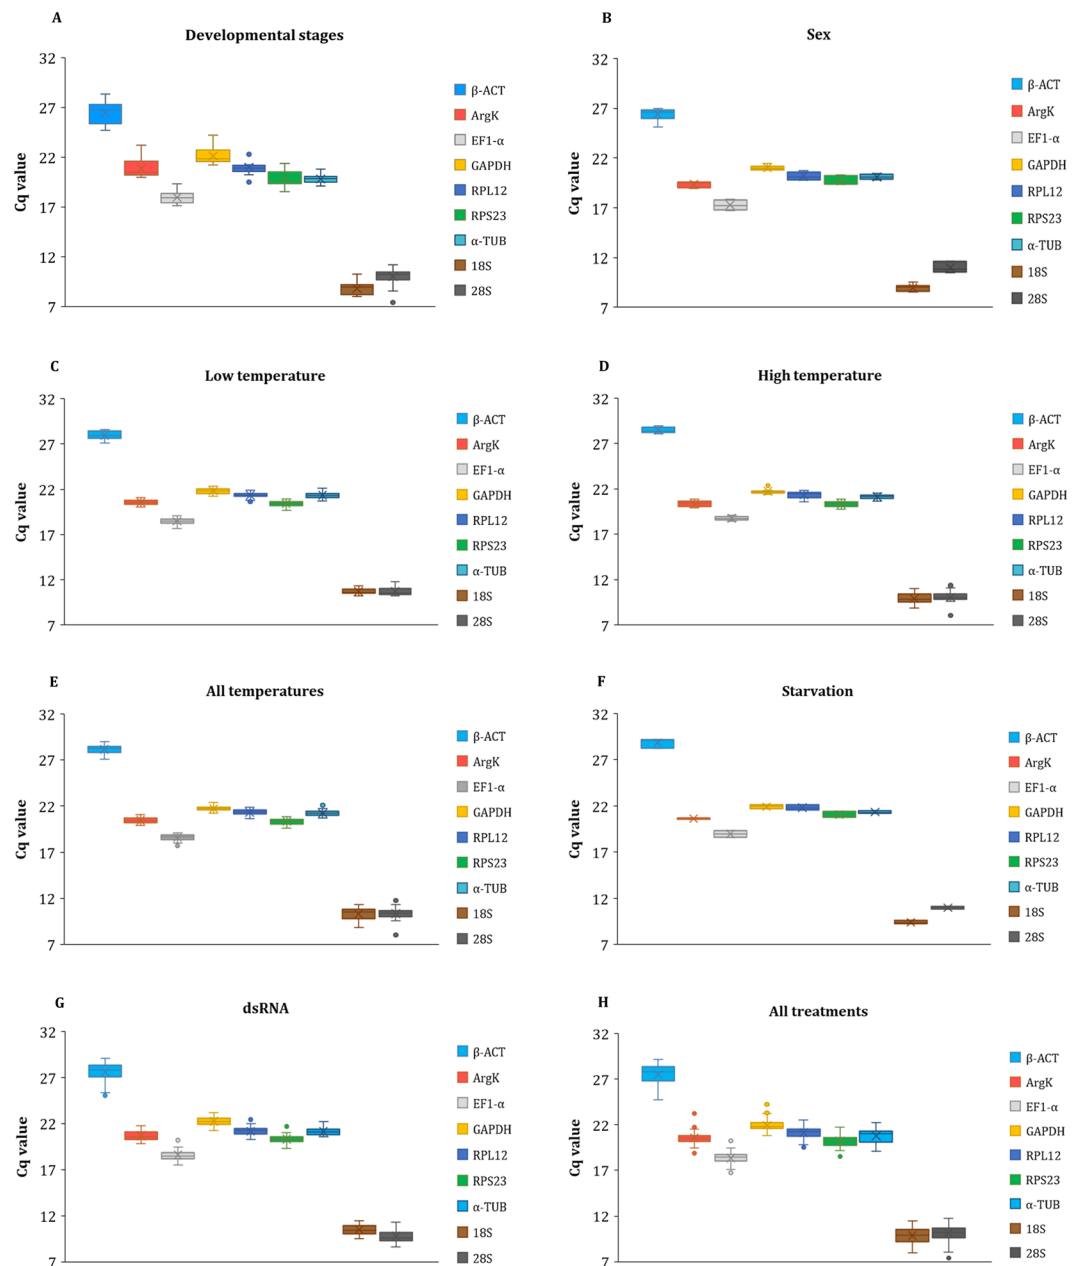 A
Developmental stages
Cq value
32
27
22
17
12
7
β-ACT
ArgK
EF1-α
GAPDH
RPL12
RPS23
α-TUB
18S
28S
B
Sex
Cq value
32
27
22
17
12
7
β-ACT
ArgK
EF1-α
GAPDH
RPL12
RPS23
α-TUB
18S
28S
C
Low temperature
Cq value
32
27
22
17
12
7
β-ACT
ArgK
EF1-α
GAPDH
RPL12
RPS23
α-TUB
18S
28S
D
High temperature
Cq value
32
27
22
17
12
7
β-ACT
ArgK
EF1-α
GAPDH
RPL12
RPS23
α-TUB
18S
28S
E
All temperatures
Cq value
32
27
22
17
12
7
β-ACT
ArgK
EF1-α
GAPDH
RPL12
RPS23
α-TUB
18S
28S
F
Starvation
Cq value
32
27
22
17
12
7
β-ACT
ArgK
EF1-α
GAPDH
RPL12
RPS23
α-TUB
18S
28S
G
dsRNA
Cq value
32
27
22
17
12
7
β-ACT
ArgK
EF1-α
GAPDH
RPL12
RPS23
α-TUB
18S
28S
H
All treatments
Cq value
32
27
22
17
12
7
β-ACT
ArgK
EF1-α
GAPDH
RPL12
RPS23
α-TUB
18S
28S